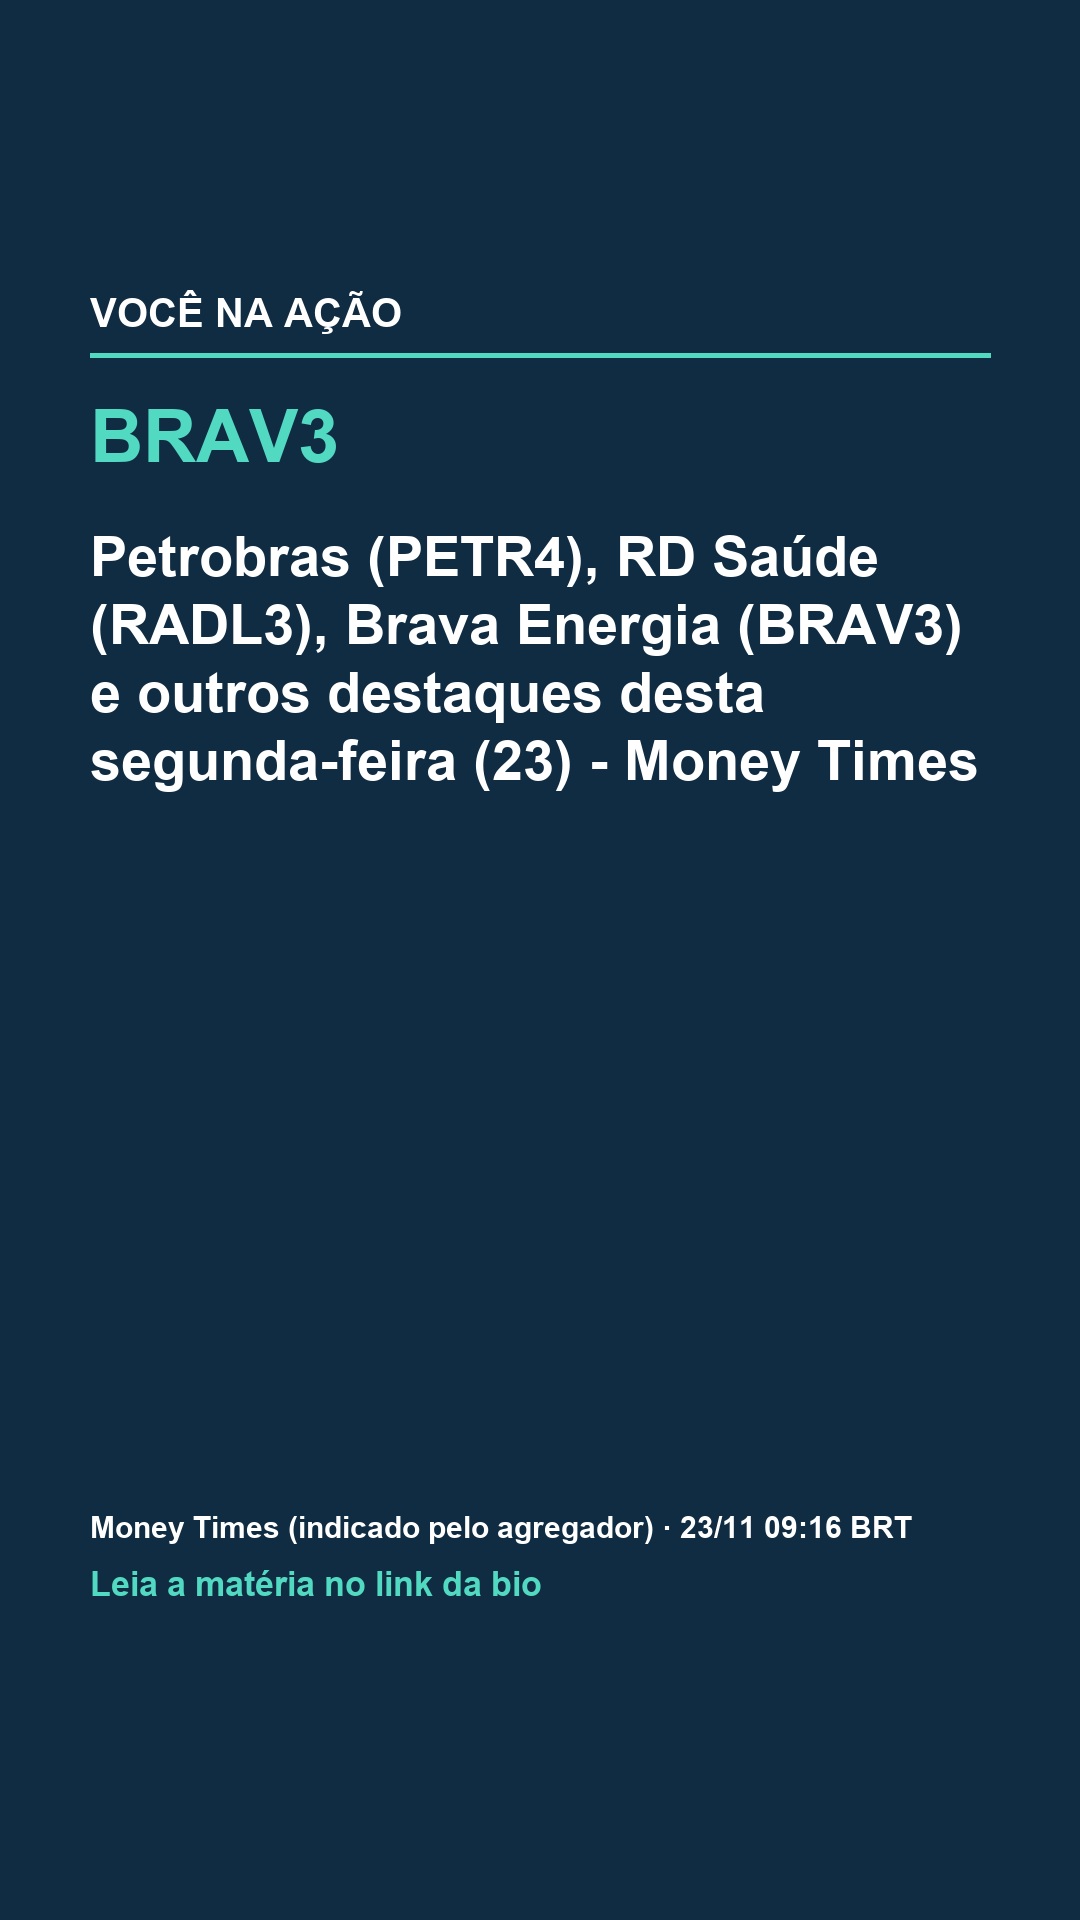 VOCÊ NA AÇÃO
BRAV3
Petrobras (PETR4), RD Saúde
(RADL3), Brava Energia (BRAV3)
e outros destaques desta
segunda-feira (23) - Money Times
Money Times (indicado pelo agregador) · 23/11 09:16 BRT
Leia a matéria no link da bio